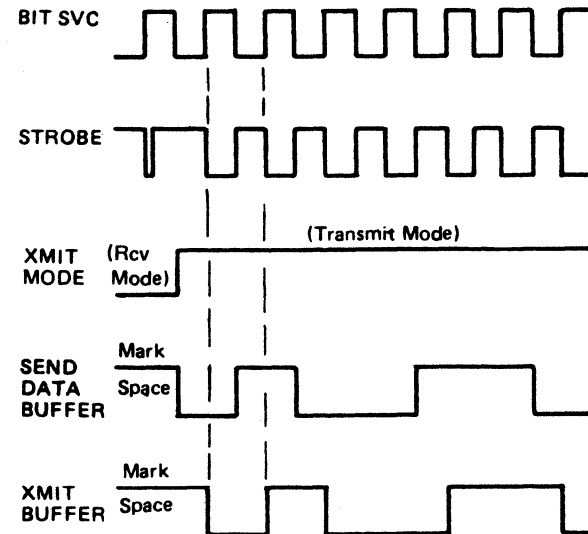 BIT SVC
STROBE
(Transmit Mode)
XMIT
MODE
(Rcv
Mode)
Mark
SEND
DATA
BUFFER
Space
Mark
XMIT
BUFFER
Space